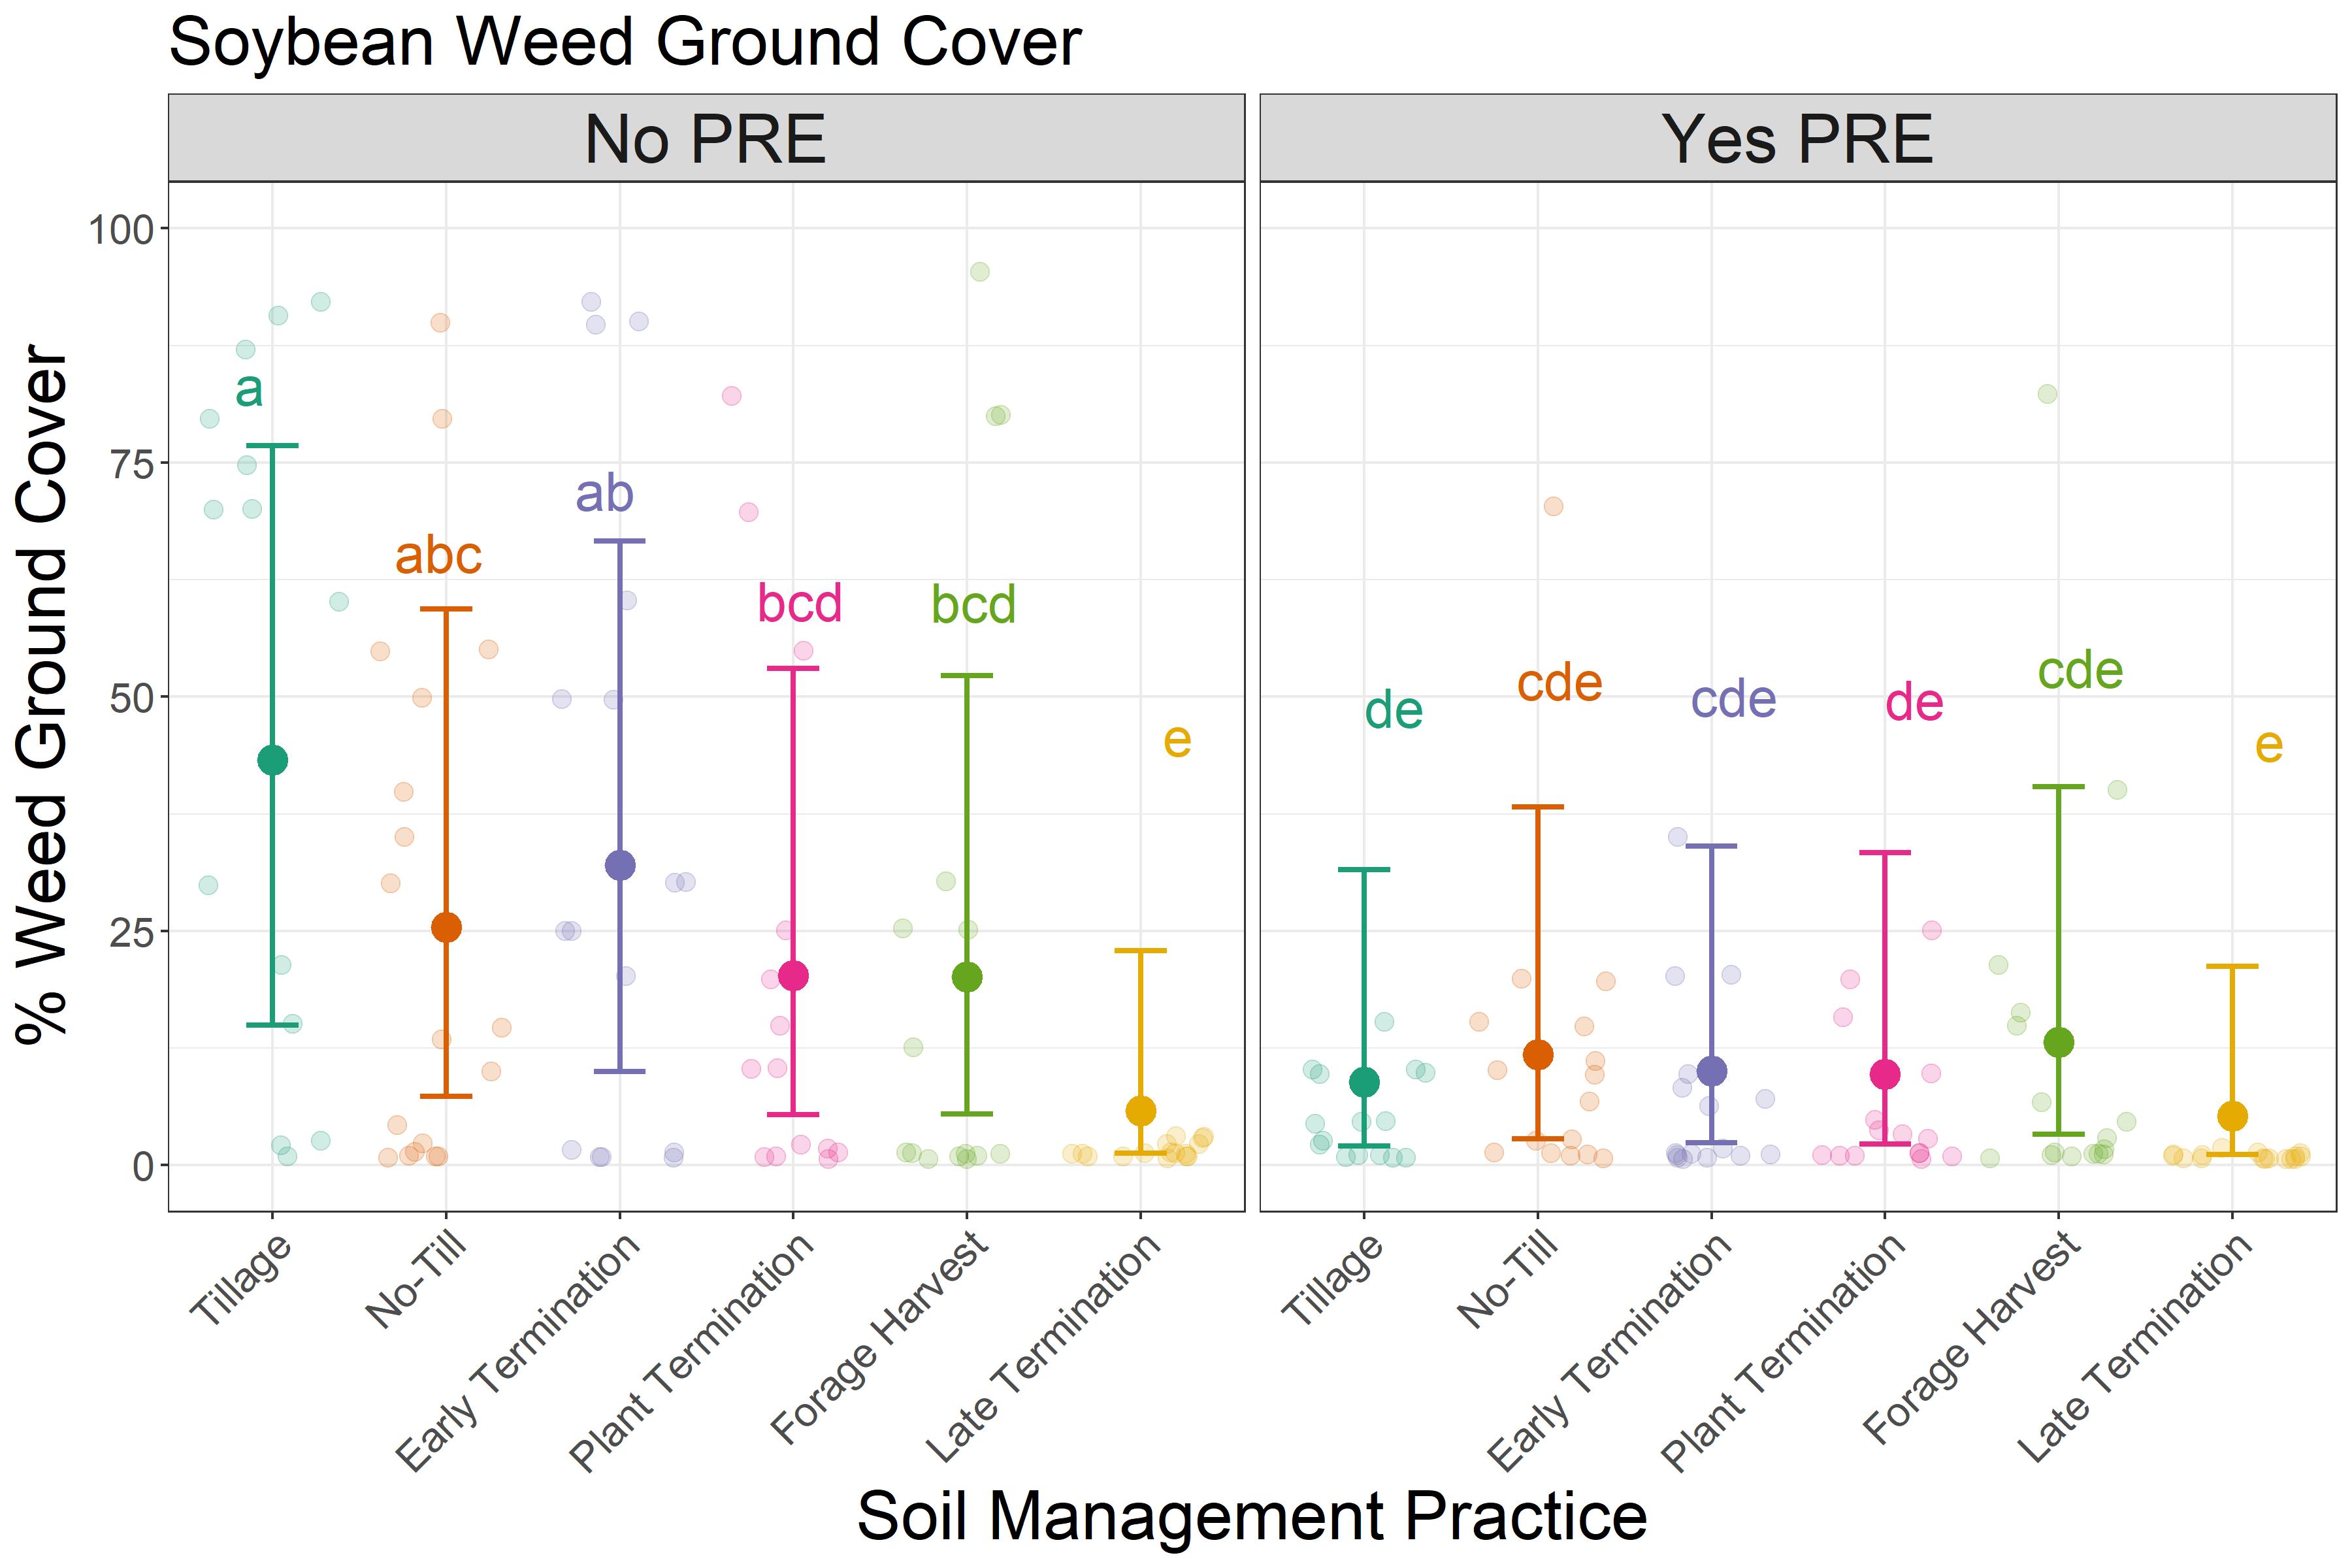 Soybean Weed Ground Cover
No PRE
Yes PRE
% Weed Ground Cover
100
75
50
25
0
a
abc
ab
bcd
bcd
e
de
cde
cde
de
cde
e
Tillage
No-Till
Early Termination
Plant Termination
Forage Harvest
Late Termination
Tillage
No-Till
Early Termination
Plant Termination
Forage Harvest
Late Termination
Soil Management Practice